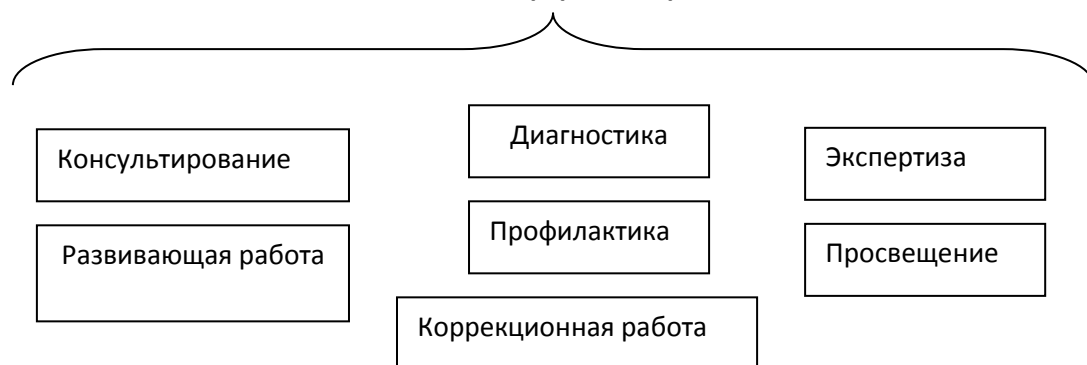 Консультирование
Диагностика
Экспертиза
Развивающая работа
Профилактика
Просвещение
Коррекционная работа